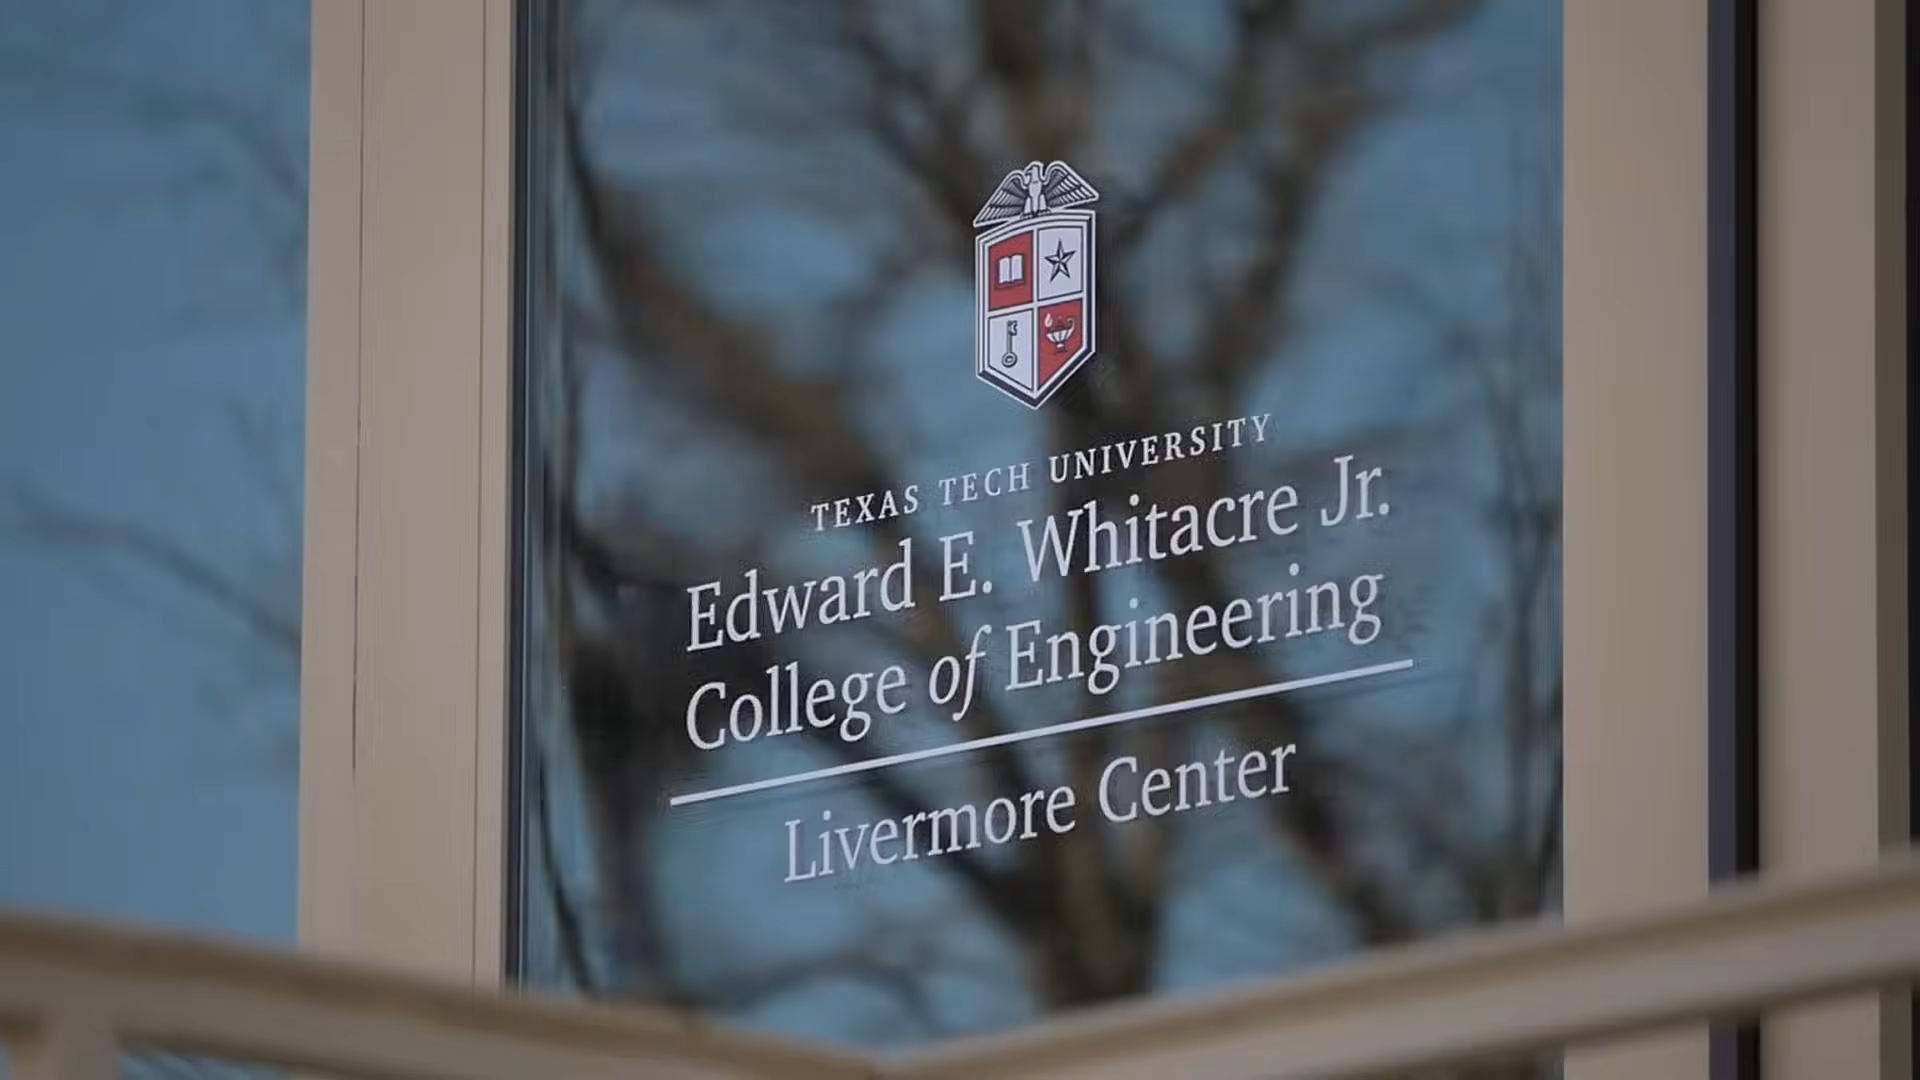 TEXAS TECH UNIVERSITY
Edward E. Whitacre Jr.
College of Engineering
Livermore Center